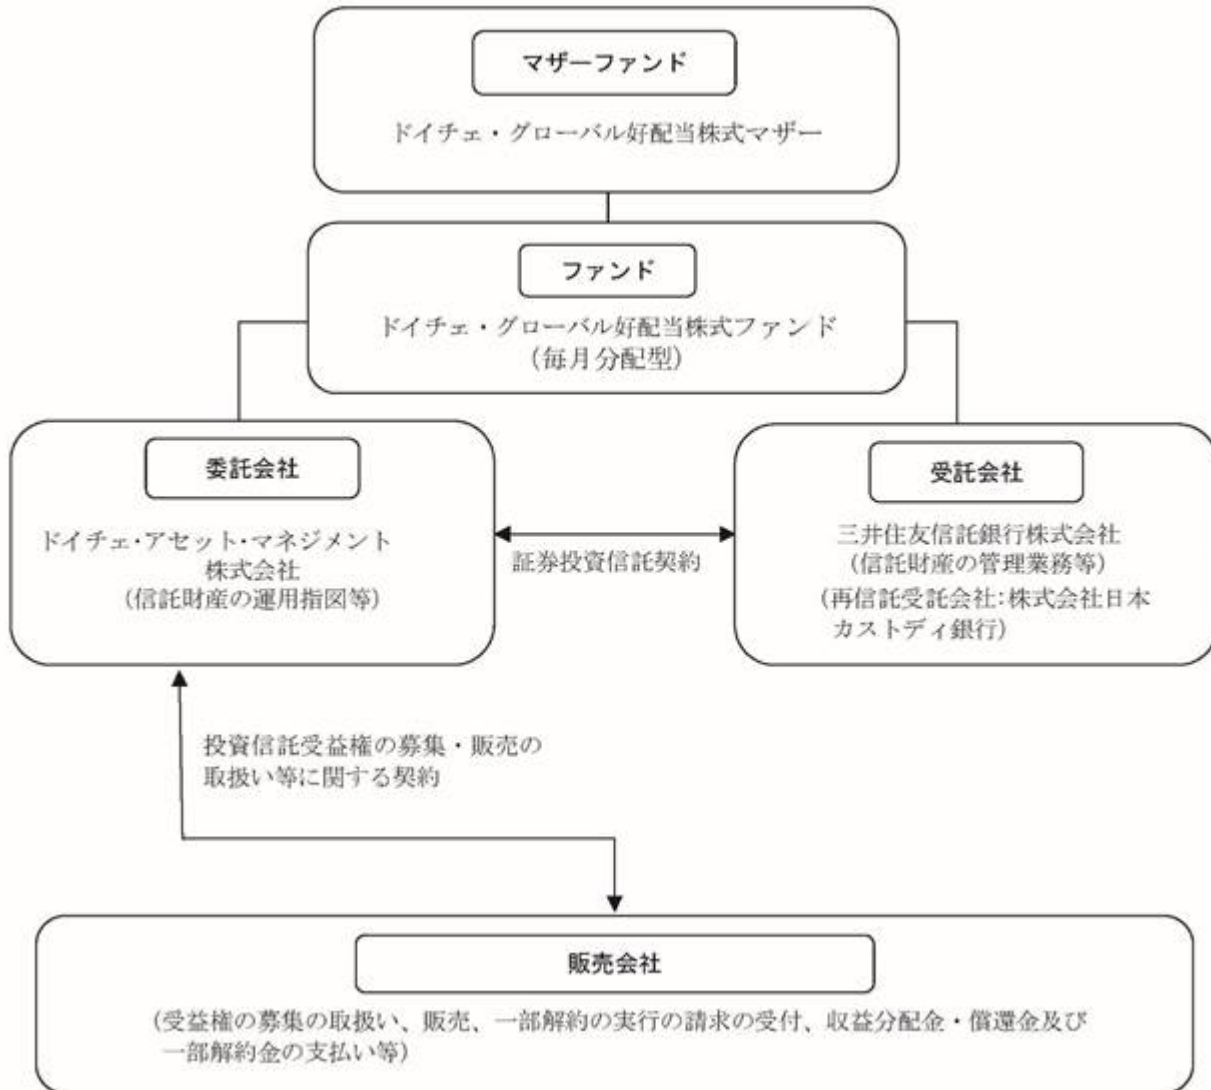 マザーファンド
ドイチェ・グローバル好配当株式マザー
ファンド
ドイチェ・グローバル好配当株式ファンド
（毎月分配型）
委託会社
ドイチェ・アセット・マネジメント
株式会社
（信託財産の運用指図等）
証券投資信託契約
受託会社
三井住友信託銀行株式会社
（信託財産の管理業務等）
（再信託受託会社：株式会社日本
カストディ銀行）
投資信託受益権の募集・販売の
取扱い等に関する契約
販売会社
（受益権の募集の取扱い、販売、一部解約の実行の請求の受付、収益分配金・償還金及び
一部解約金の支払い等）